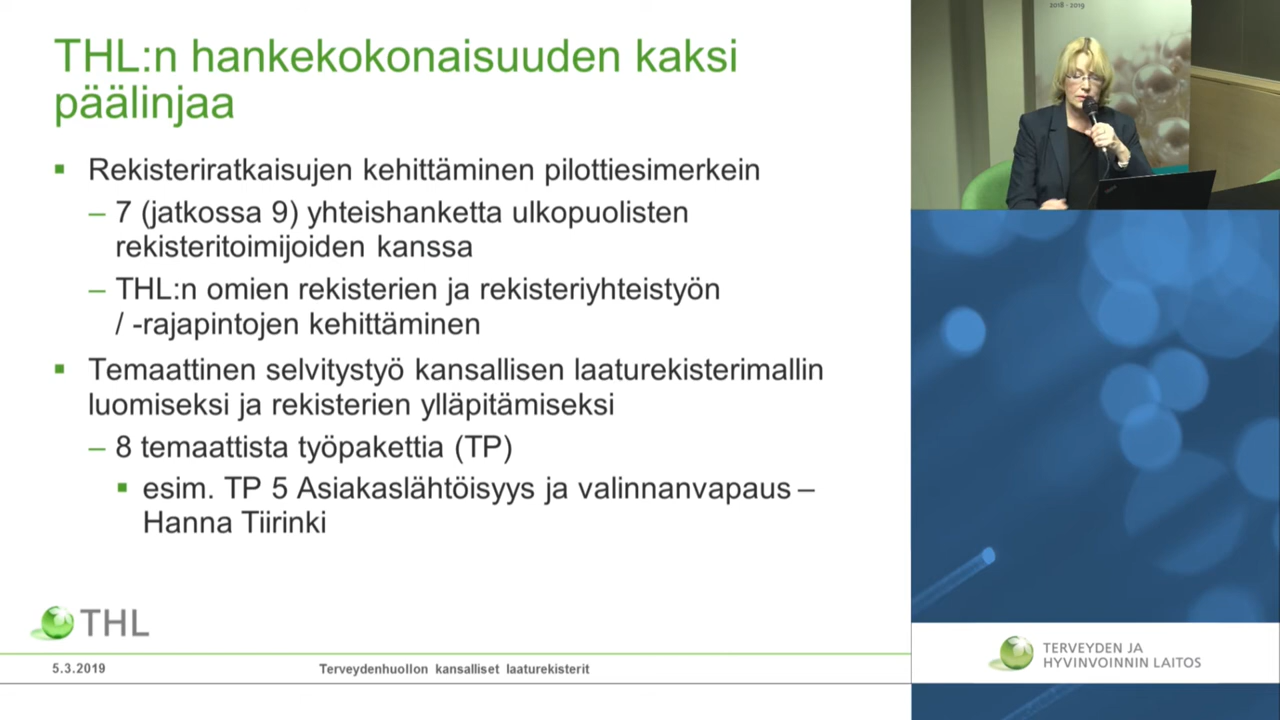 THL:n hankekokonaisuuden kaksi
päälinjaa
▪ Rekisteriratkaisujen kehittäminen pilottiesimerkein
– 7 (jatkossa 9) yhteishanketta ulkopuolisten
rekisteritoimijoiden kanssa
– THL:n omien rekisterien ja rekisteriyhteistyön
/ -rajapintojen kehittäminen
▪ Temaattinen selvitystyö kansallisen laaturekisterimallin
luomiseksi ja rekisterien ylläpitämiseksi
– 8 temaattista työpakettia (TP)
▪ esim. TP 5 Asiakaslähtöisyys ja valinnanvapaus –
Hanna Tiirinki
THL
5.3.2019 Terveydenhuollon kansalliset laaturekisterit
2018 - 2019
TERVEYDEN JA
HYVINVOINNIN LAITOS